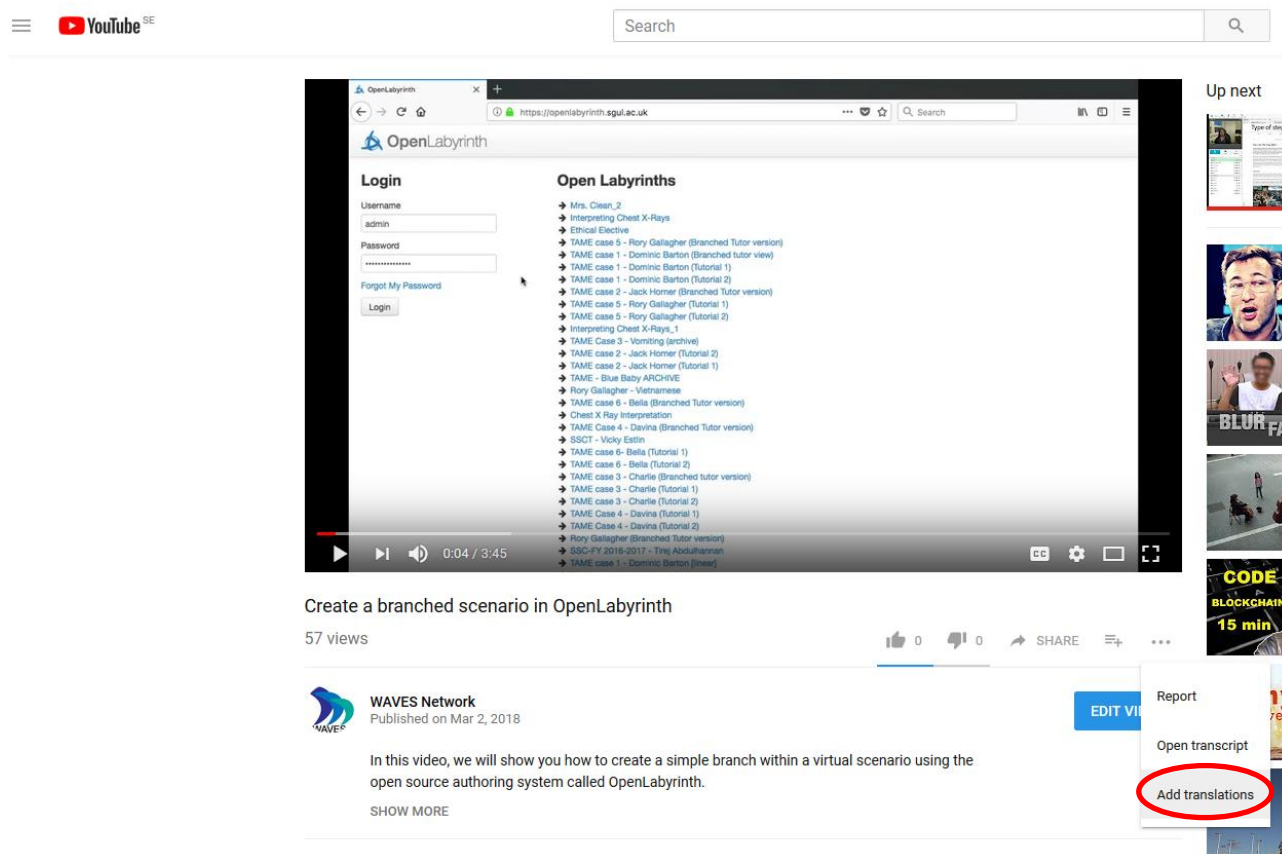 YouTube SE
Search
OpenLabyrinth
https://openlabyrinth.sgul.ac.uk
Search
OpenLabyrinth
Login
Username
admin
Password
Forgot My Password
Login
Open Labyrinths
Mrs. Clean_2
Interpreting Chest X-Rays
Ethical Elective
TAME case 5 - Rory Gallagher (Branched Tutor version)
TAME case 1 - Dominic Barton (Branched tutor view)
TAME case 1 - Dominic Barton (Tutorial 1)
TAME case 1 - Dominic Barton (Tutorial 2)
TAME case 2 - Jack Horner (Branched Tutor version)
TAME case 5 - Rory Gallagher (Tutorial 1)
TAME case 5 - Rory Gallagher (Tutorial 2)
Interpreting Chest X-Rays_1
TAME Case 3 - Vomiting (archive)
TAME case 2 - Jack Horner (Tutorial 2)
TAME case 2 - Jack Horner (Tutorial 1)
TAME - Blue Baby ARCHIVE
Rory Gallagher - Vietnamese
TAME case 6 - Bella (Branched Tutor version)
Chest X Ray Interpretation
TAME Case 4 - Davina (Branched Tutor version)
SSCT - Vicky Estlin
TAME case 6- Bella (Tutorial 1)
TAME case 6 - Bella (Tutorial 2)
TAME case 3 - Charlie (Branched tutor version)
TAME case 3 - Charlie (Tutorial 1)
TAME case 3 - Charlie (Tutorial 2)
TAME Case 4 - Davina (Tutorial 1)
TAME Case 4 - Davina (Tutorial 2)
Rory Gallagher (Branched Tutor version)
SSC-FY 2016-2017 - Tirej Abdulhannan
TAME case 1 - Dominic Barton [linear]
0:04 / 3:45
CC
Create a branched scenario in OpenLabyrinth
57 views
0
0
SHARE
WAVES
WAVES Network
Published on Mar 2, 2018
EDIT VI
In this video, we will show you how to create a simple branch within a virtual scenario using the
open source authoring system called OpenLabyrinth.
SHOW MORE
Report
Open transcript
Add translations
Up next
Type of ste
BLUR FA
CODE
BLOCKCHAIN
15 min